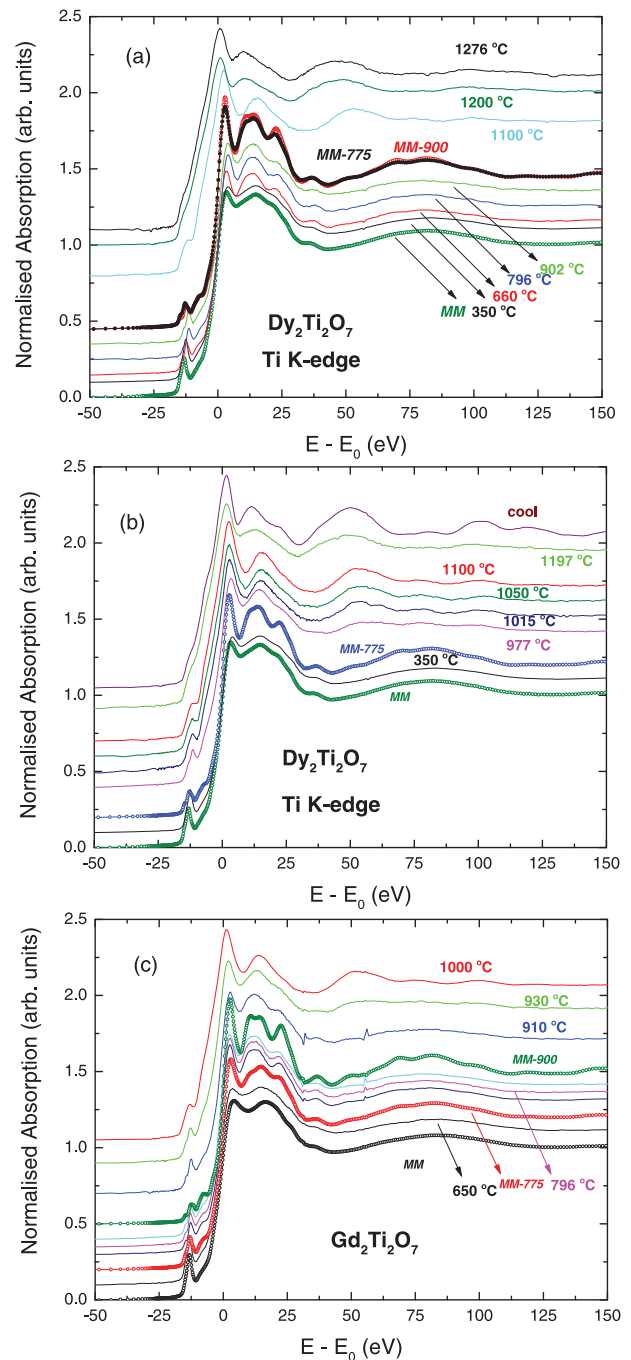 (a)
1276 °C
1200 °C
1100 °C
MM-775 MM-900
902 °C
796 °C
MM 660 °C
350 °C
Dy2Ti2O7
Ti K-edge
Normalised Absorption (arb. units)
2.5
2.0
1.5
1.0
0.5
0.0
-50 -25 0 25 50 75 100 125 150
E - E0 (eV)
(b)
cool
1197 °C
1100 °C
1050 °C
1015 °C
977 °C
MM-775
350 °C
MM
Dy2Ti2O7
Ti K-edge
Normalised Absorption (arb. units)
2.5
2.0
1.5
1.0
0.5
0.0
-50 -25 0 25 50 75 100 125 150
E - E0 (eV)
(c)
1000 °C
930 °C
910 °C
MM-900
MM
650 °C MM-775 796 °C
Gd2Ti2O7
Normalised Absorption (arb. units)
2.5
2.0
1.5
1.0
0.5
0.0
-50 -25 0 25 50 75 100 125 150
E - E0 (eV)